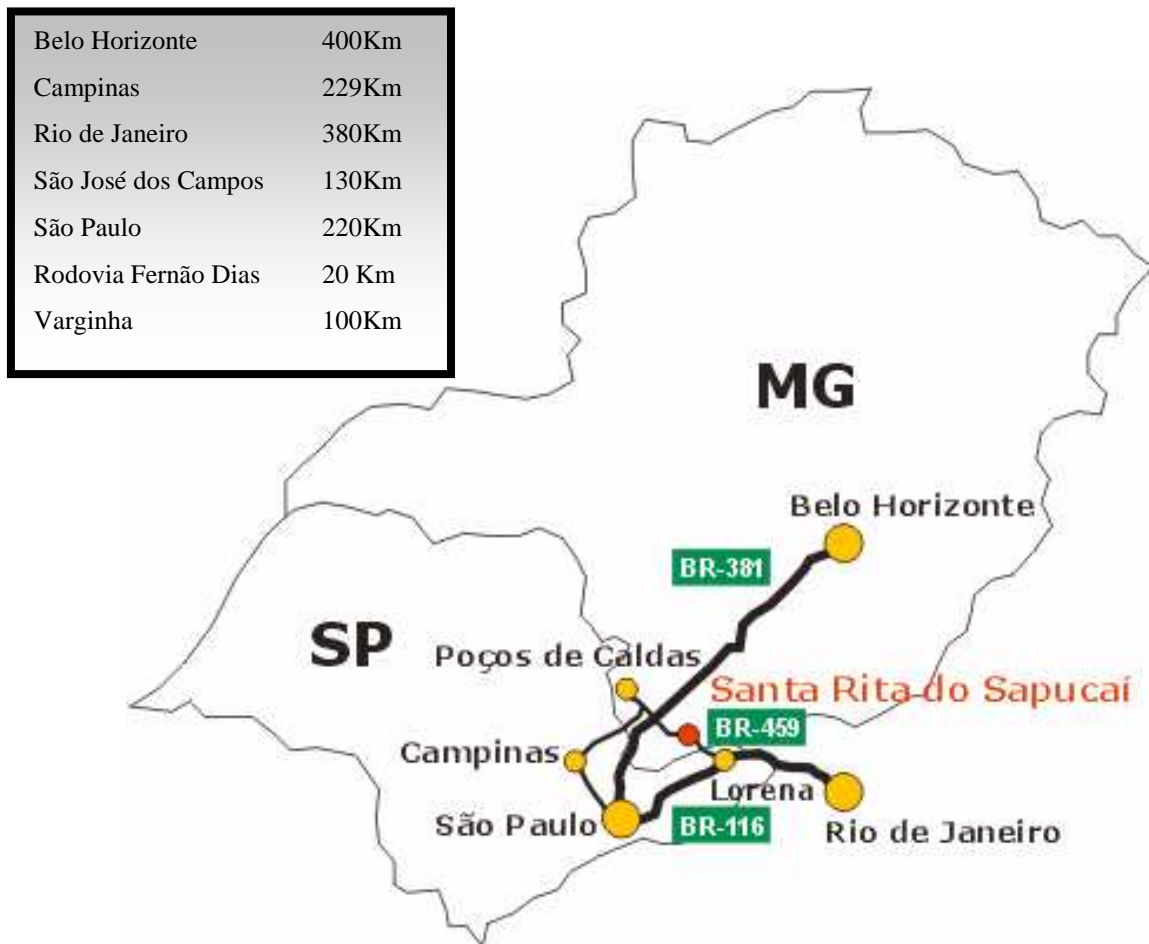 Belo Horizonte 400Km
Campinas 229Km
Rio de Janeiro 380Km
São José dos Campos 130Km
São Paulo 220Km
Rodovia Fernão Dias 20 Km
Varginha 100Km
MG
Belo Horizonte
BR-381
SP
Poços de Caldas
Santa Rita do Sapucaí
BR-459
Campinas
Lorena
São Paulo
BR-116
Rio de Janeiro